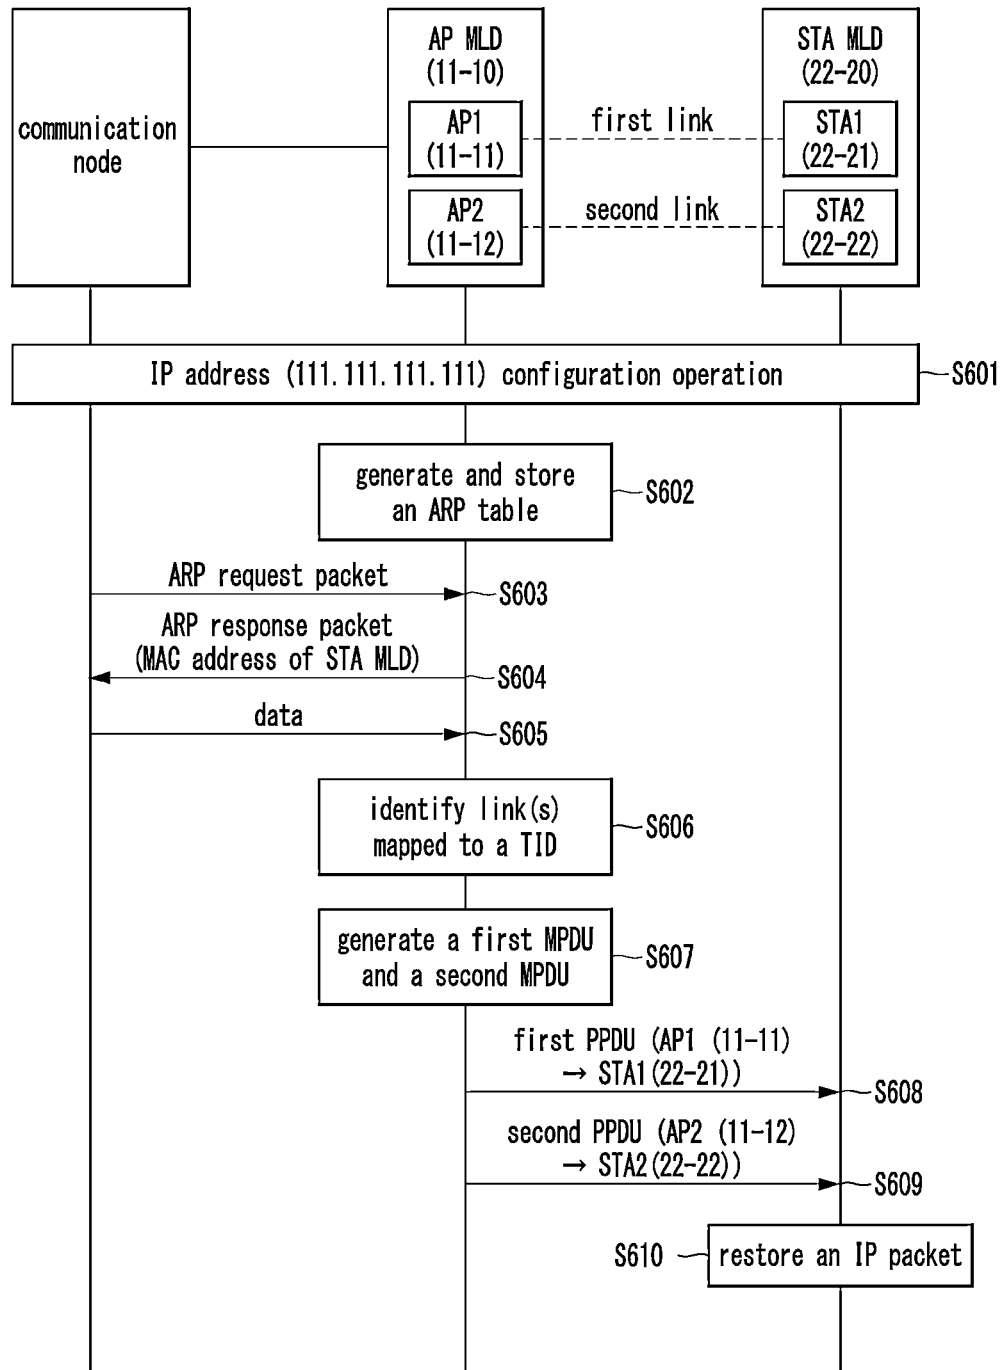 communication
node
AP MLD
(11-10)
AP1
(11-11)
AP2
(11-12)
first link
second link
STA MLD
(22-20)
STA1
(22-21)
STA2
(22-22)
IP address (111.111.111.111) configuration operation
S601
generate and store
an ARP table
S602
ARP request packet
S603
ARP response packet
(MAC address of STA MLD)
S604
data
S605
identify link(s)
mapped to a TID
S606
generate a first MPDU
and a second MPDU
S607
first PPDU (AP1 (11-11)
→ STA1(22-21))
S608
second PPDU (AP2 (11-12)
→ STA2(22-22))
S609
S610
restore an IP packet